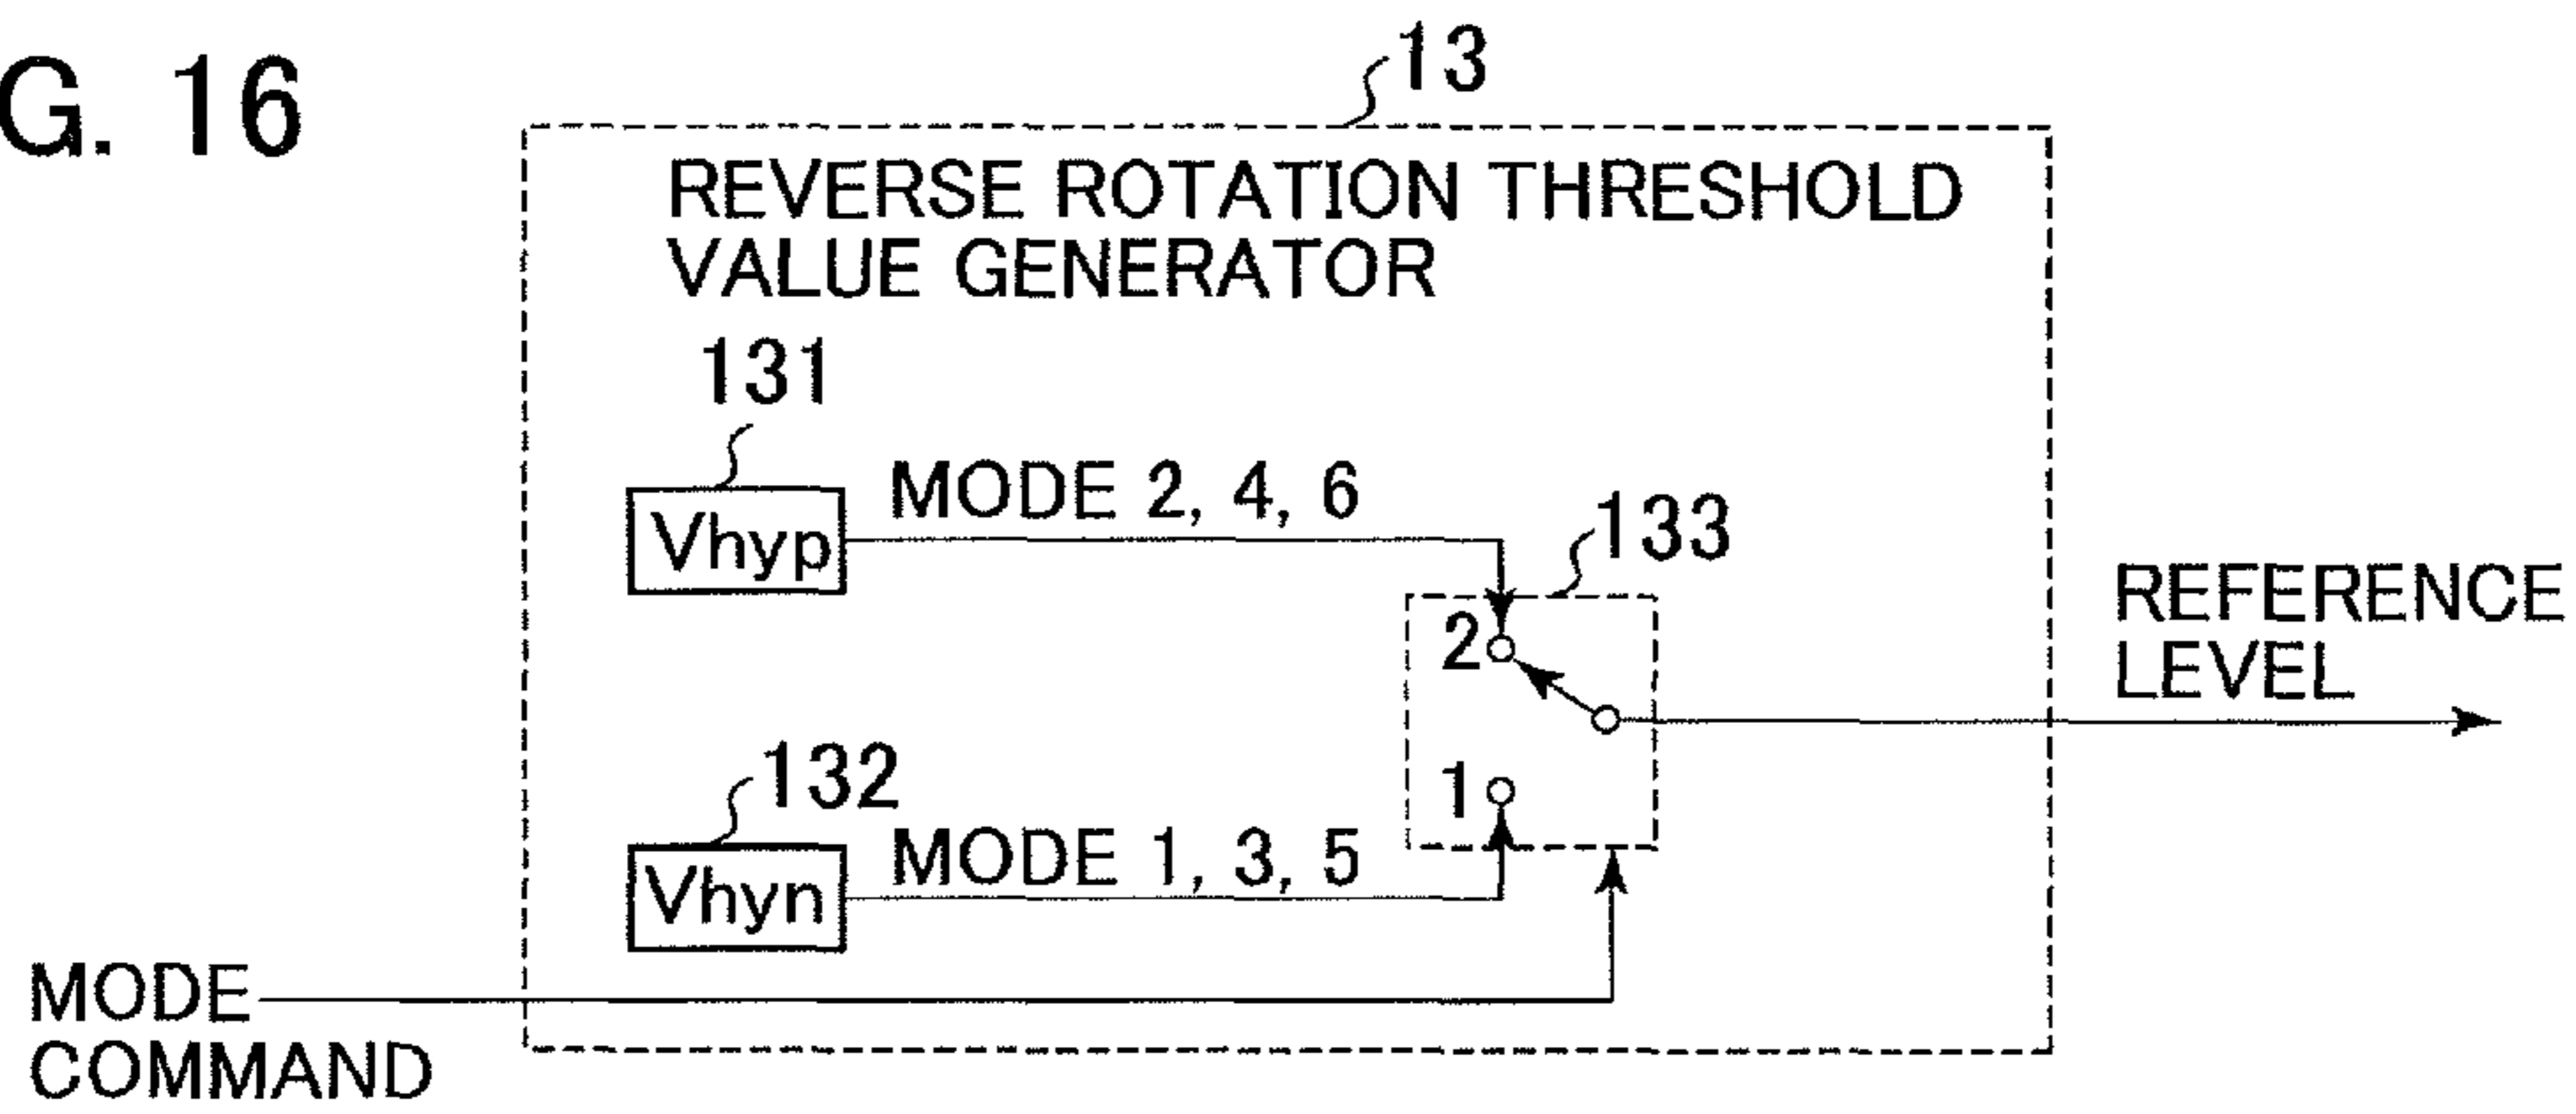 G. 16
13
REVERSE ROTATION THRESHOLD
VALUE GENERATOR
131
Vhyp
MODE 2, 4, 6
133
2
1
REFERENCE
LEVEL
132
Vhyn
MODE 1, 3, 5
MODE
COMMAND